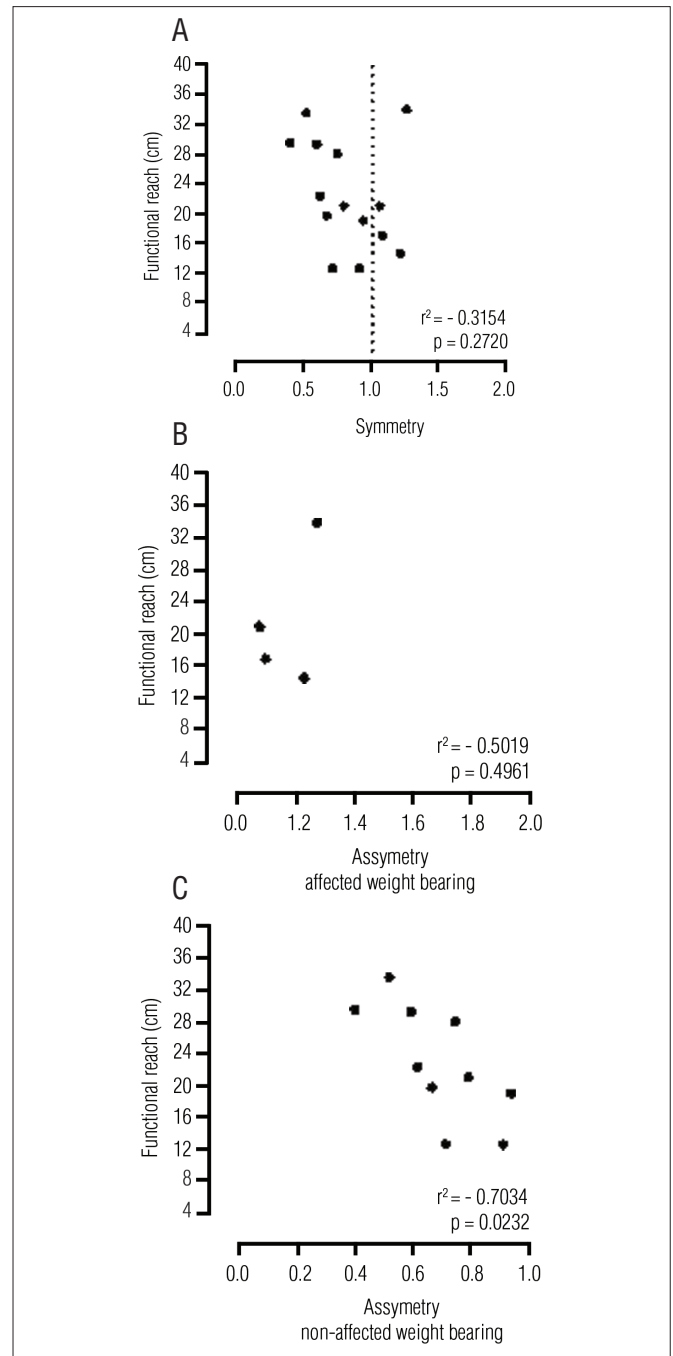 A
40
36
32
28
24
20
16
12
8
4
Functional reach (cm)
r² = - 0.3154
p = 0.2720
0.0 0.5 1.0 1.5 2.0
Symmetry
B
40
36
32
28
24
20
16
12
8
4
Functional reach (cm)
r² = - 0.5019
p = 0.4961
0.0 1.2 1.4 1.6 1.8 2.0
Assymetry
affected weight bearing
C
40
36
32
28
24
20
16
12
8
4
Functional reach (cm)
r² = - 0.7034
p = 0.0232
0.0 0.2 0.4 0.6 0.8 1.0
Assymetry
non-affected weight bearing